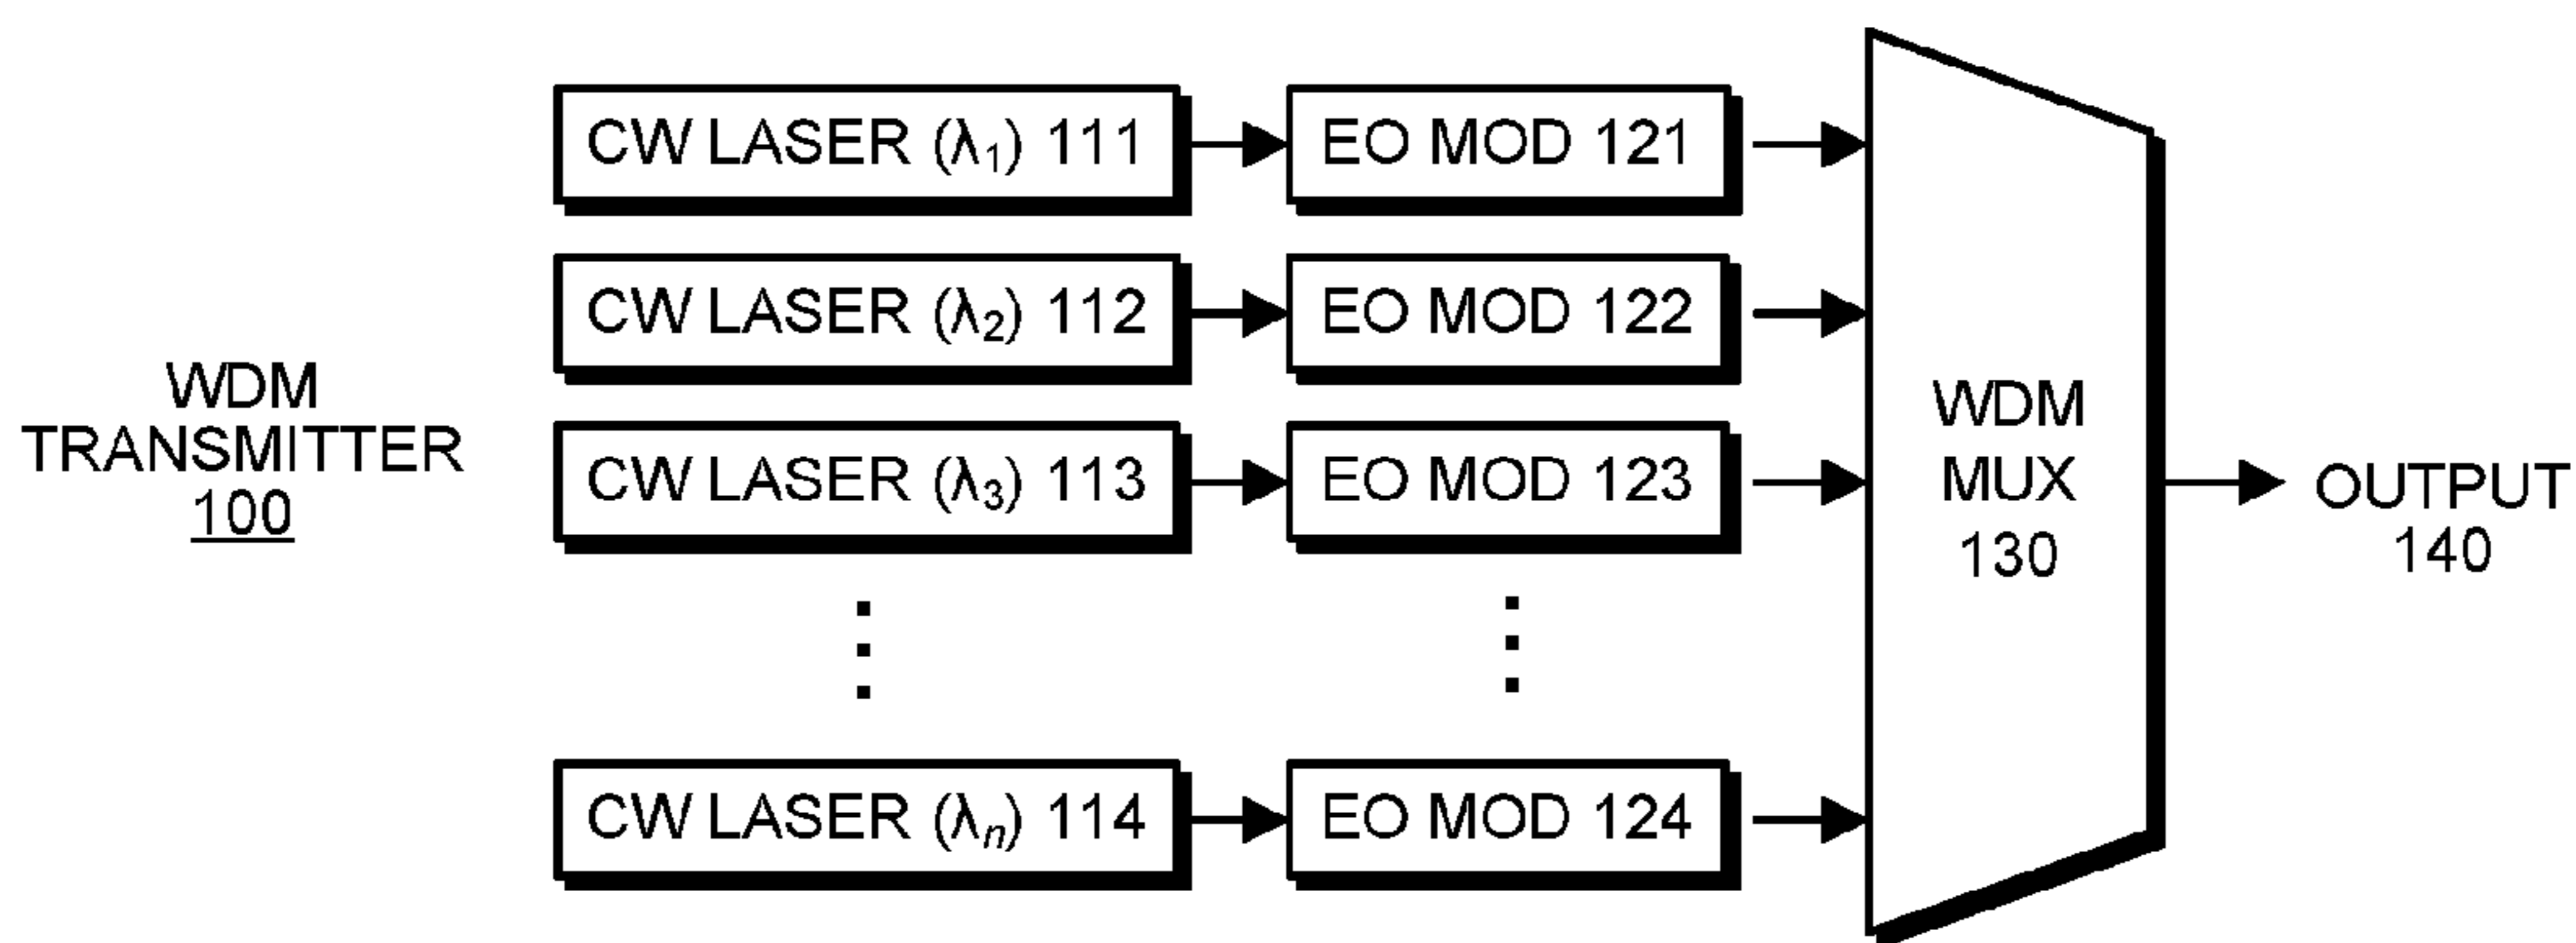 WDM
TRANSMITTER
100
CW LASER (λ₁) 111
EO MOD 121
CW LASER (λ₂) 112
EO MOD 122
CW LASER (λ₃) 113
EO MOD 123
CW LASER (λₙ) 114
EO MOD 124
WDM
MUX
130
OUTPUT
140